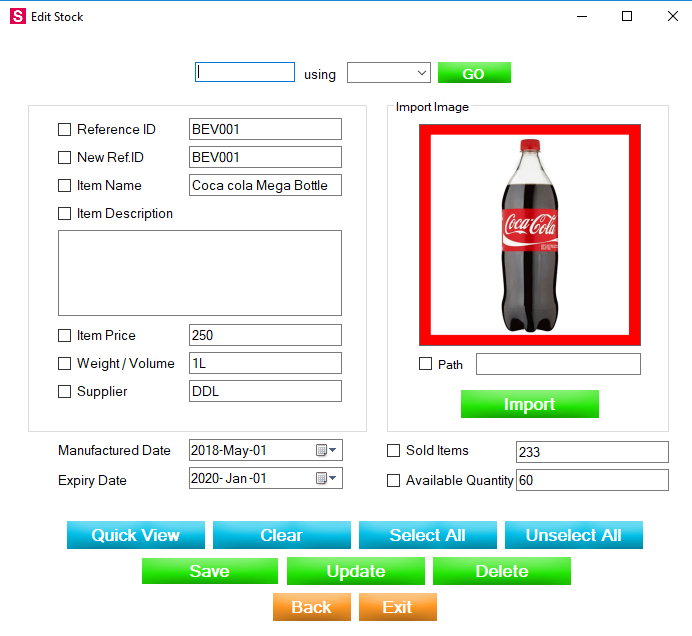 S Edit Stock
using GO
Reference ID BEV001
New Ref.ID BEV001
Item Name Coca cola Mega Bottle
Item Description
Item Price 250
Weight / Volume 1L
Supplier DDL
Import Image
Coca-Cola
Path
Import
Manufactured Date 2018-May-01
Expiry Date 2020- Jan -01
Sold Items 233
Available Quantity 60
Quick View Clear Select All Unselect All
Save Update Delete
Back Exit